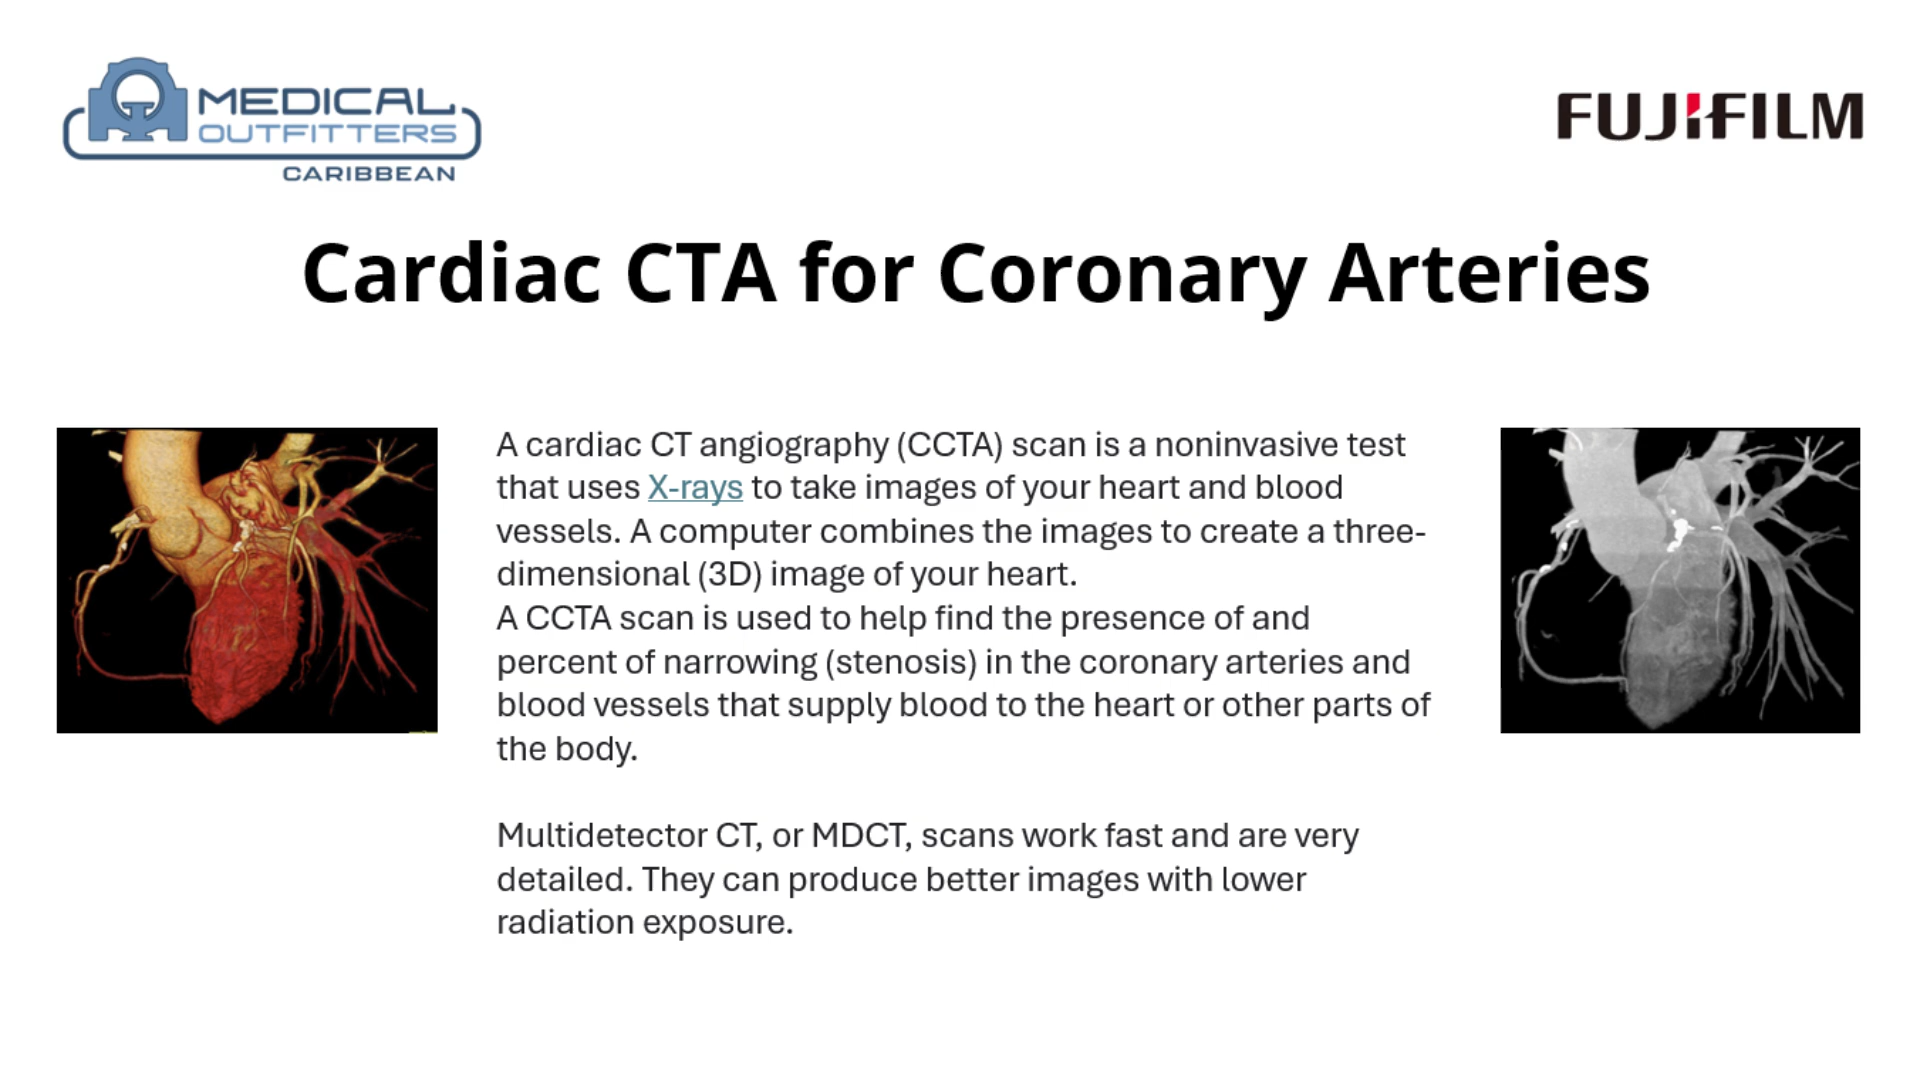 MEDICAL
OUTFITTERS
CARIBBEAN
FUJIFILM
Cardiac CTA for Coronary Arteries
A cardiac CT angiography (CCTA) scan is a noninvasive test
that uses X-rays to take images of your heart and blood
vessels. A computer combines the images to create a three-
dimensional (3D) image of your heart.
A CCTA scan is used to help find the presence of and
percent of narrowing (stenosis) in the coronary arteries and
blood vessels that supply blood to the heart or other parts of
the body.
Multidetector CT, or MDCT, scans work fast and are very
detailed. They can produce better images with lower
radiation exposure.